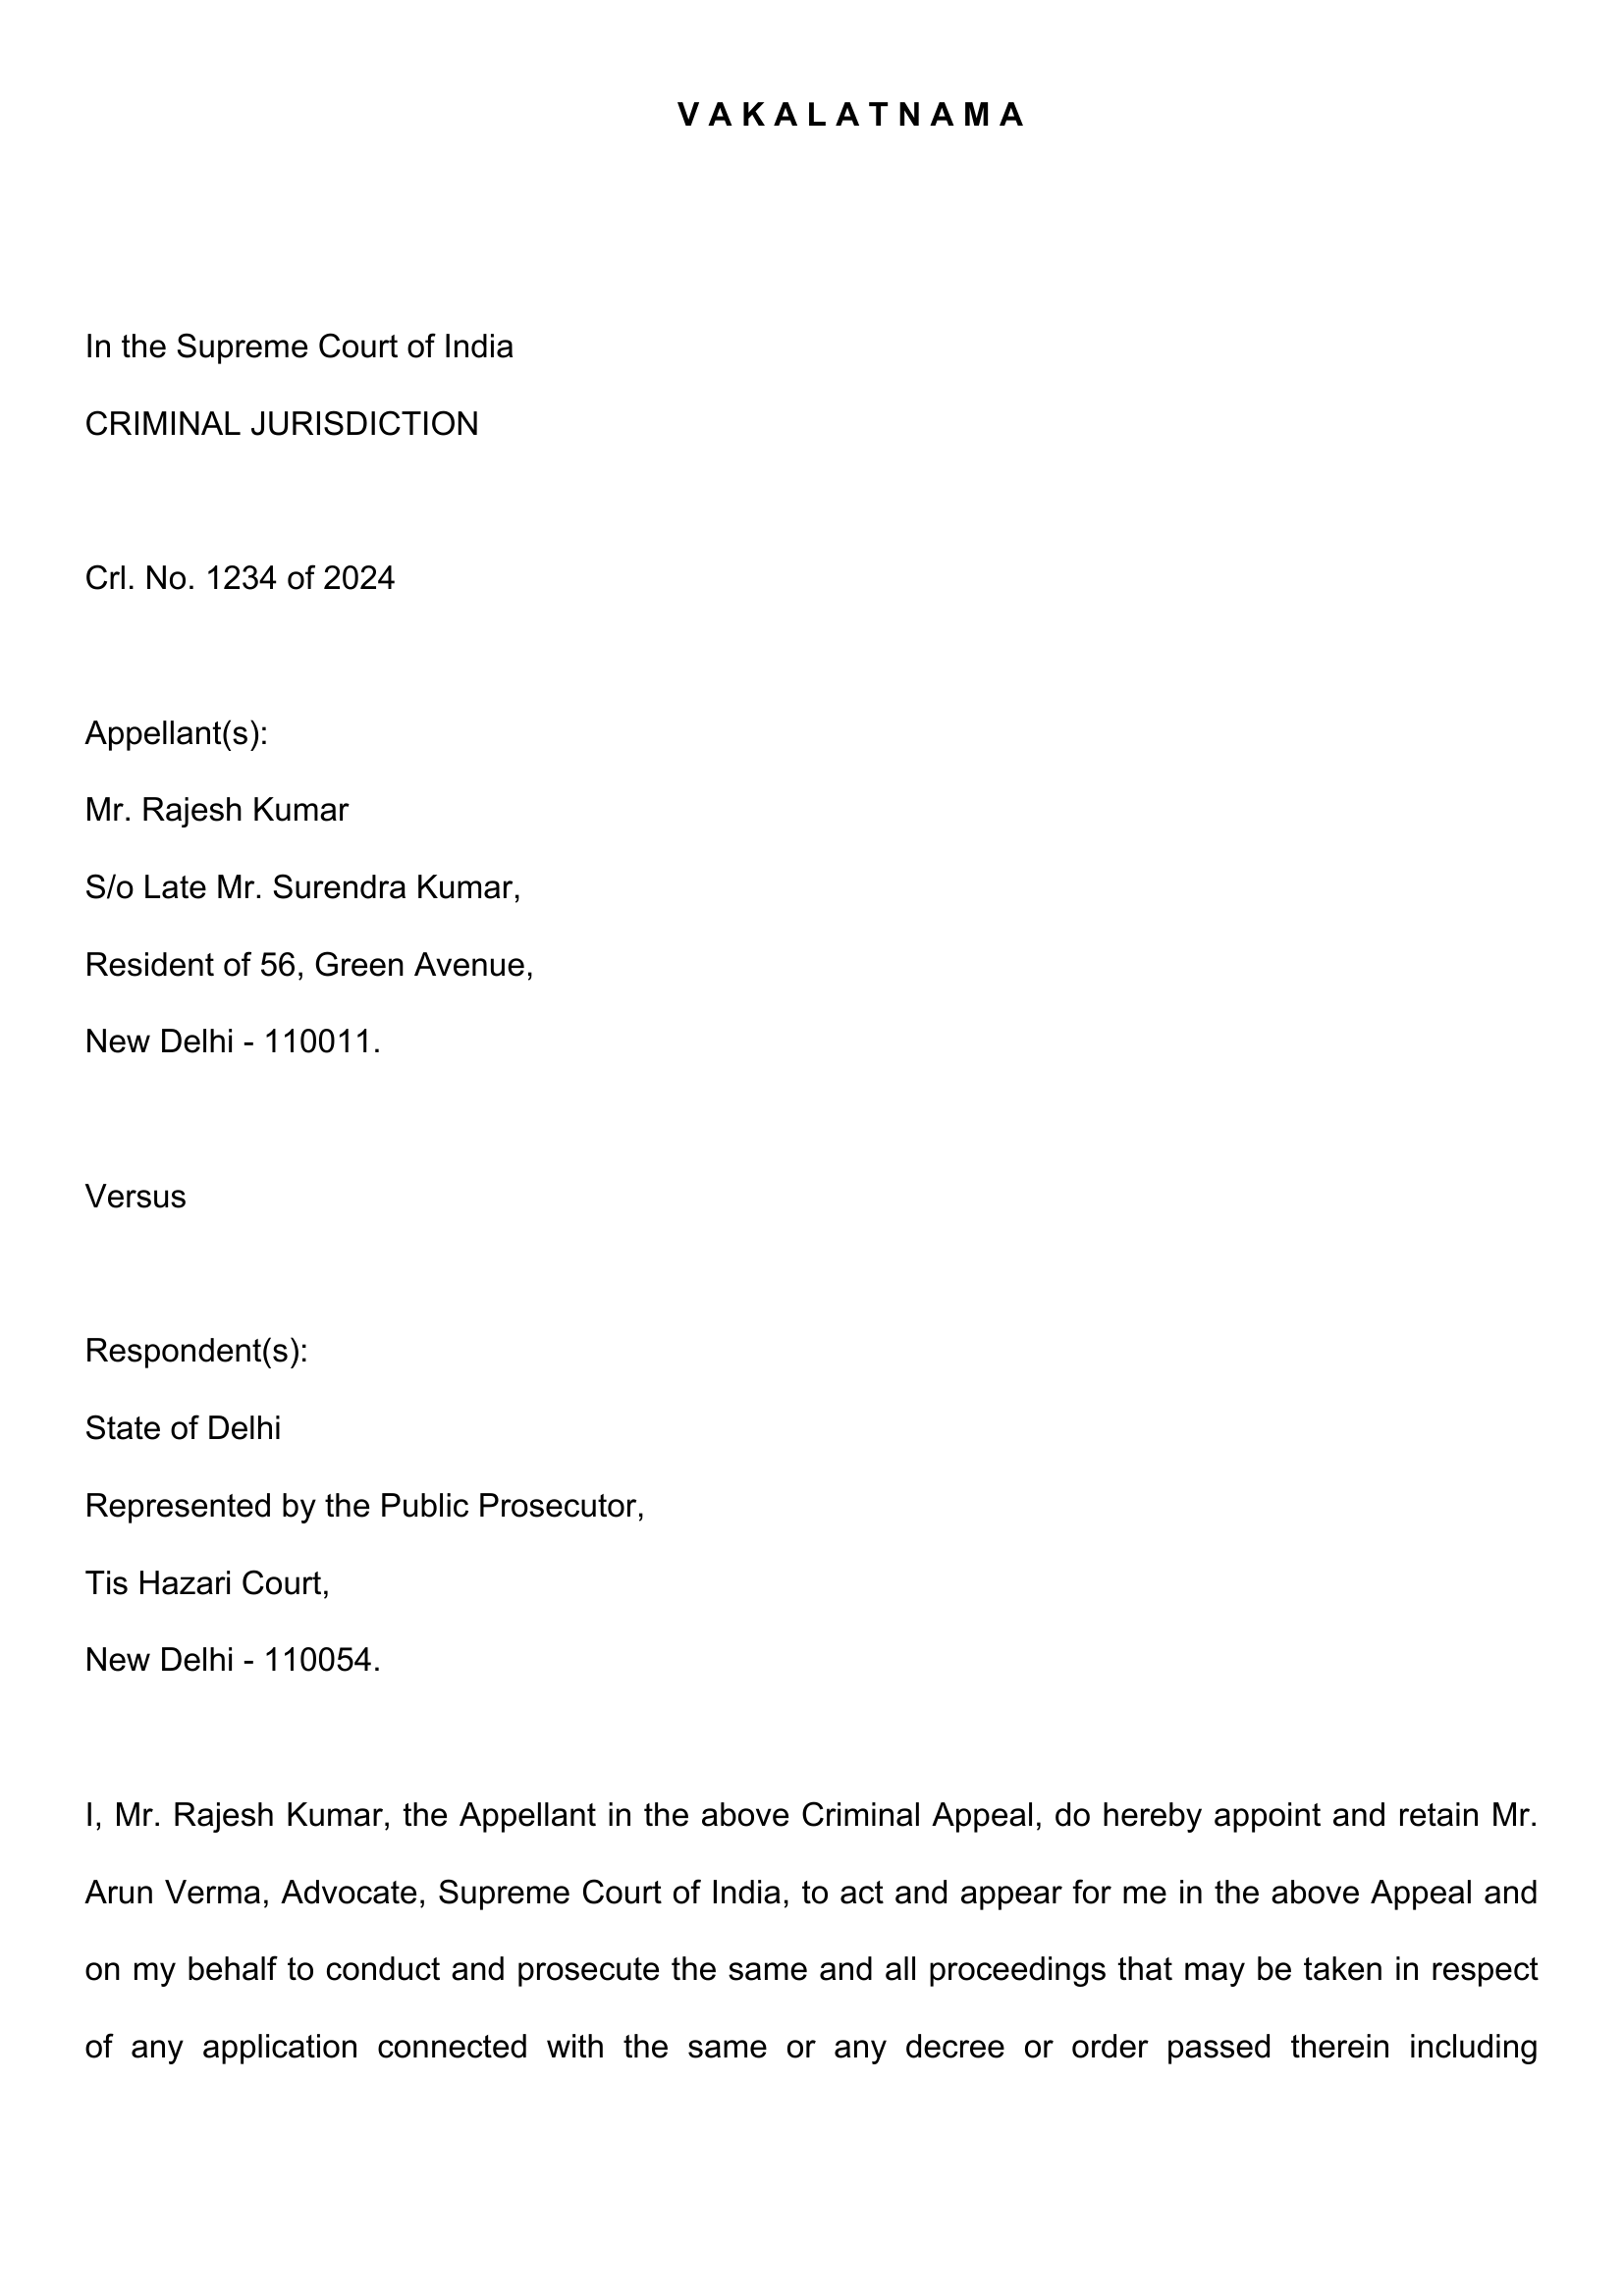 V A K A L A T N A M A
In the Supreme Court of India
CRIMINAL JURISDICTION
Crl. No. 1234 of 2024
Appellant(s):
Mr. Rajesh Kumar
S/o Late Mr. Surendra Kumar,
Resident of 56, Green Avenue,
New Delhi - 110011.
Versus
Respondent(s):
State of Delhi
Represented by the Public Prosecutor,
Tis Hazari Court,
New Delhi - 110054.
I, Mr. Rajesh Kumar, the Appellant in the above Criminal Appeal, do hereby appoint and retain Mr.
Arun Verma, Advocate, Supreme Court of India, to act and appear for me in the above Appeal and
on my behalf to conduct and prosecute the same and all proceedings that may be taken in respect
of any application connected with the same or any decree or order passed therein including